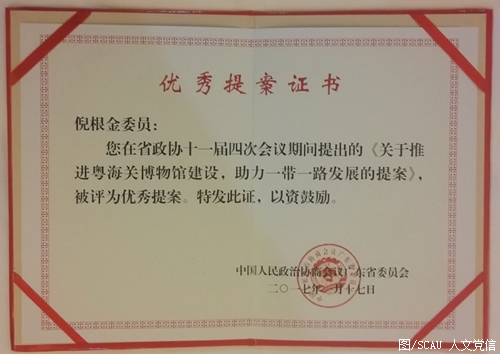 优秀提案证书
倪根金委员：
您在省政协十一届四次会议期间提出的《关于推
进粤海关博物馆建设，助力一带一路发展的提案》，
被评为优秀提案。特发此证，以资鼓励。
中国人民政治协商会议广东省委员会
二〇一七年 月十七日
图/SCAU 人文党信